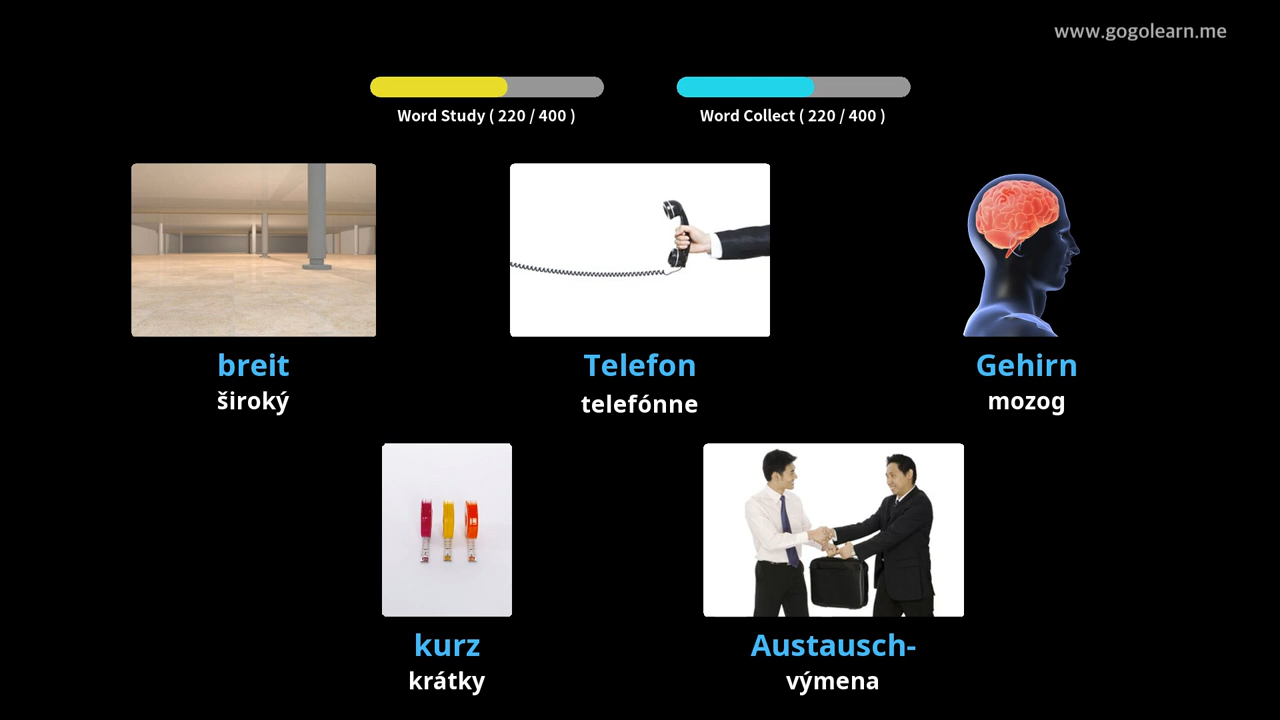 www.gogolearn.me
Word Study ( 220 / 400 )
Word Collect ( 220 / 400 )
breit
široký
Telefon
telefónne
Gehirn
mozog
kurz
krátky
Austausch-
výmena